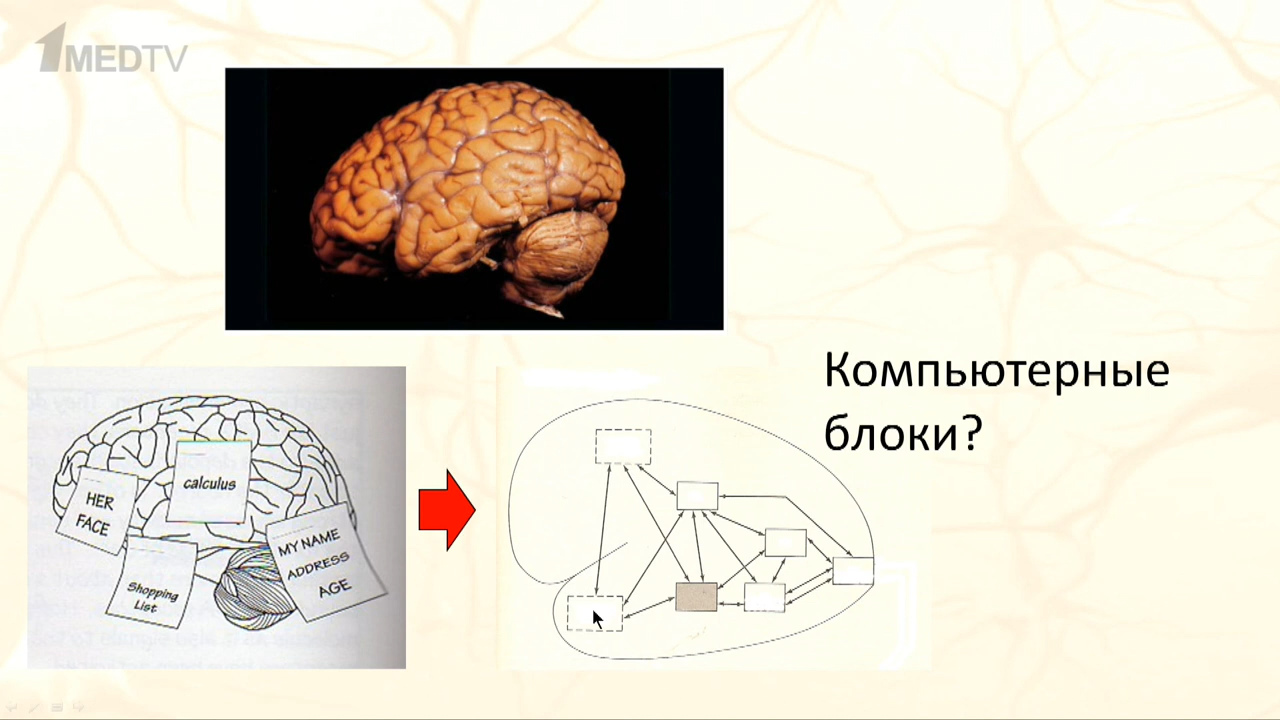 1MEDTV
Компьютерные
блоки?
calculus
HER
FACE
MY NAME
ADDRESS
AGE
Shopping
List